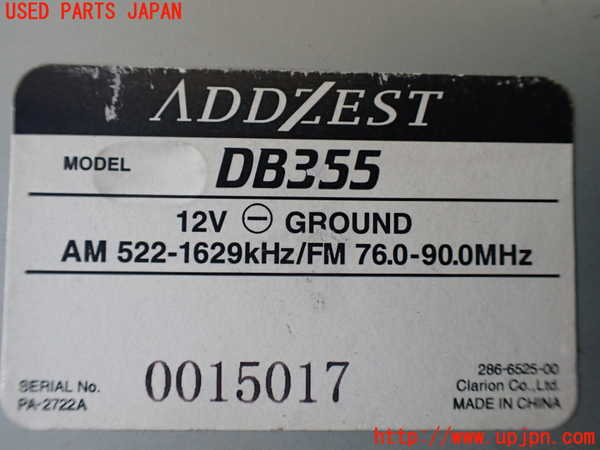 USED PARTS JAPAN
ADDZEST
MODEL DB355
12V ⊖ GROUND
AM 522-1629kHz/FM 76.0-90.0MHz
SERIAL No. 0015017
PA-2722A
286-6525-00
Clarion Co.,Ltd.
MADE IN CHINA
http://www.upjpn.com/